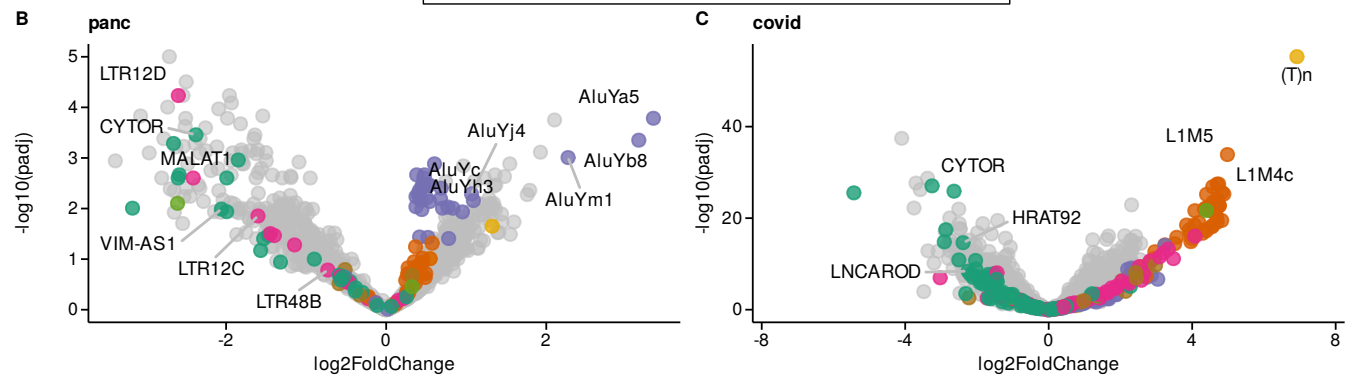 B panc
5
4
3
2
1
0
-log10(padj)
LTR12D
CYTOR
MALAT1
VIM-AS1
LTR12C
LTR48B
AluYa5
AluYj4
AluYb8
AluYc
AluYh3
AluYm1
-2 0 2
log2FoldChange
C covid
40
20
0
-log10(padj)
(T)n
L1M5
L1M4c
CYTOR
HRAT92
LNCAROD
-8 -4 0 4 8
log2FoldChange